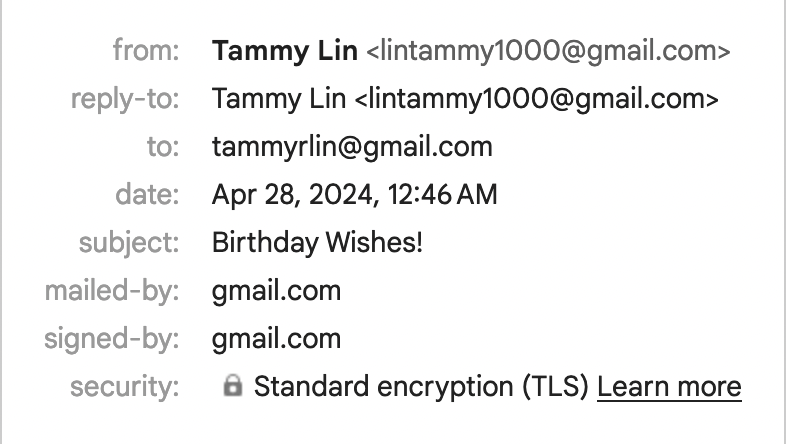 from: Tammy Lin <lintammy1000@gmail.com>
reply-to: Tammy Lin <lintammy1000@gmail.com>
to: tammyrlin@gmail.com
date: Apr 28, 2024, 12:46 AM
subject: Birthday Wishes!
mailed-by: gmail.com
signed-by: gmail.com
security: Standard encryption (TLS) Learn more